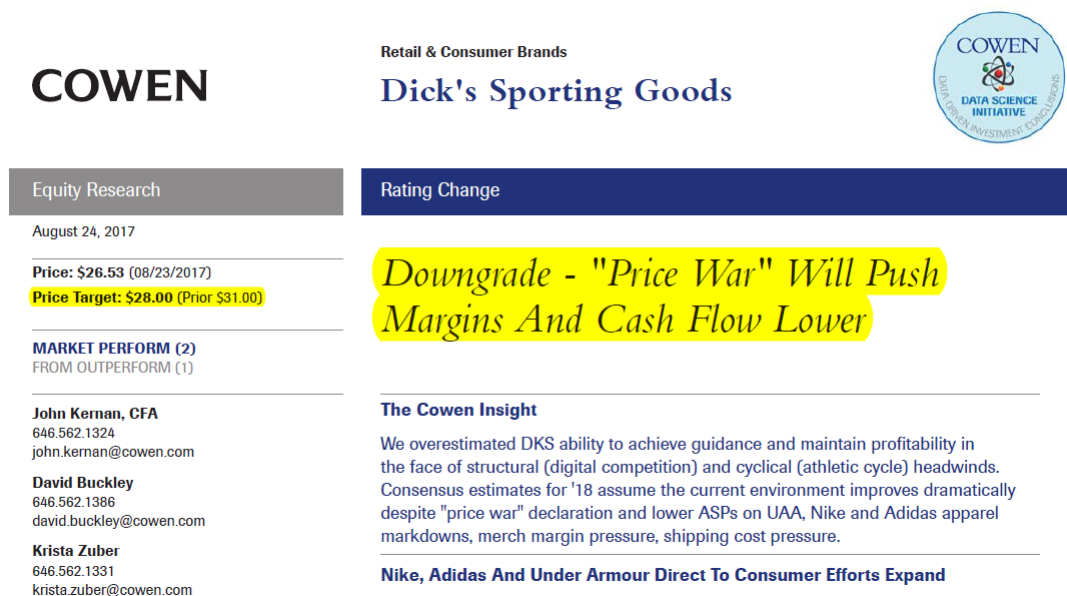 COWEN
Retail & Consumer Brands
Dick's Sporting Goods
COWEN
DATA SCIENCE
INITIATIVE
DATA-DRIVEN INVESTMENT CONCLUSIONS
Equity Research
August 24, 2017
Price: $26.53 (08/23/2017)
Price Target: $28.00 (Prior $31.00)
MARKET PERFORM (2)
FROM OUTPERFORM (1)
John Kernan, CFA
646.562.1324
john.kernan@cowen.com
David Buckley
646.562.1386
david.buckley@cowen.com
Krista Zuber
646.562.1331
krista.zuber@cowen.com
Rating Change
Downgrade - "Price War" Will Push
Margins And Cash Flow Lower
The Cowen Insight
We overestimated DKS ability to achieve guidance and maintain profitability in
the face of structural (digital competition) and cyclical (athletic cycle) headwinds.
Consensus estimates for '18 assume the current environment improves dramatically
despite "price war" declaration and lower ASPs on UAA, Nike and Adidas apparel
markdowns, merch margin pressure, shipping cost pressure.
Nike, Adidas And Under Armour Direct To Consumer Efforts Expand